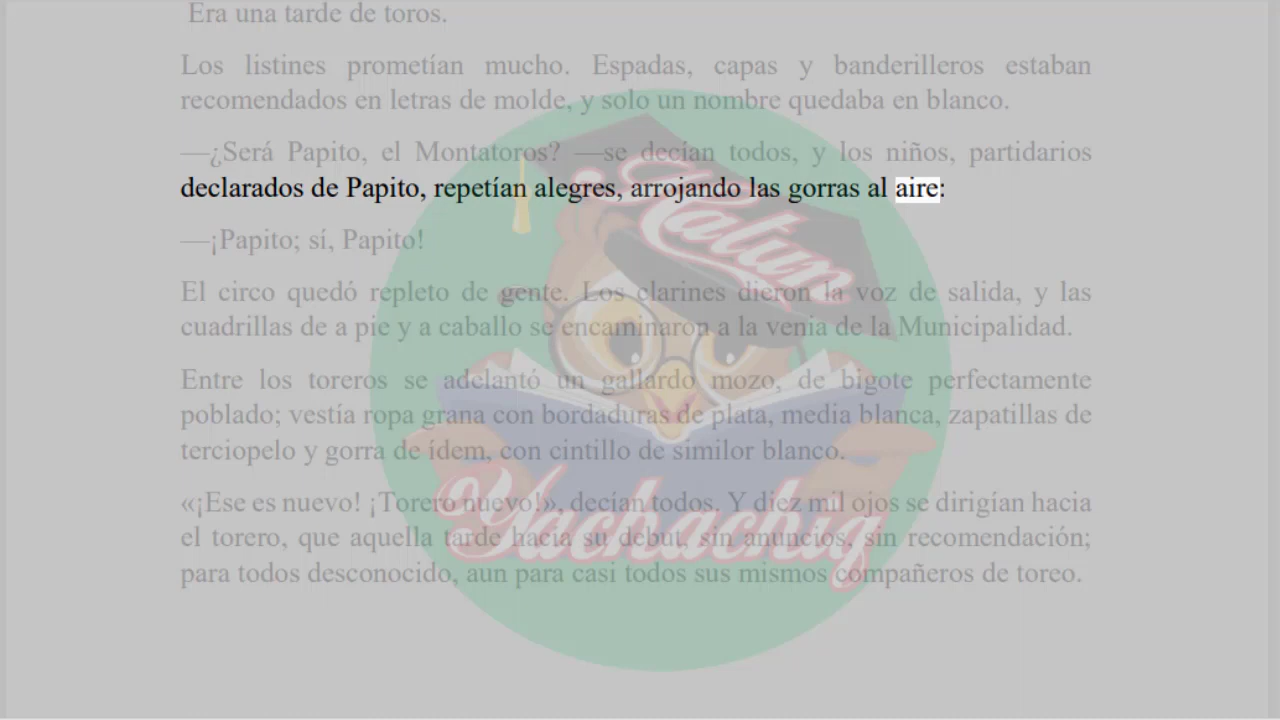 Era una tarde de toros.
Los listines prometían mucho. Espadas, capas y banderilleros estaban
recomendados en letras de molde, y solo un nombre quedaba en blanco.
—¿Será Papito, el Montatoros? —se decían todos, y los niños, partidarios
declarados de Papito, repetían alegres, arrojando las gorras al aire:
—¡Papito; sí, Papito!
El circo quedó repleto de gente. Los clarines dieron la voz de salida, y las
cuadrillas de a pie y a caballo se encaminaron a la venia de la Municipalidad.
Entre los toreros se adelantó un gallardo mozo, de bigote perfectamente
poblado; vestía ropa grana con bordaduras de plata, media blanca, zapatillas de
terciopelo y gorra de ídem, con cintillo de similor blanco.
«¡Ese es nuevo! ¡Torero nuevo!», decían todos. Y diez mil ojos se dirigían hacia
el torero, que aquella tarde hacía su debut, sin anuncios, sin recomendación;
para todos desconocido, aun para casi todos sus mismos compañeros de toreo.
Hatun
Yachachiq